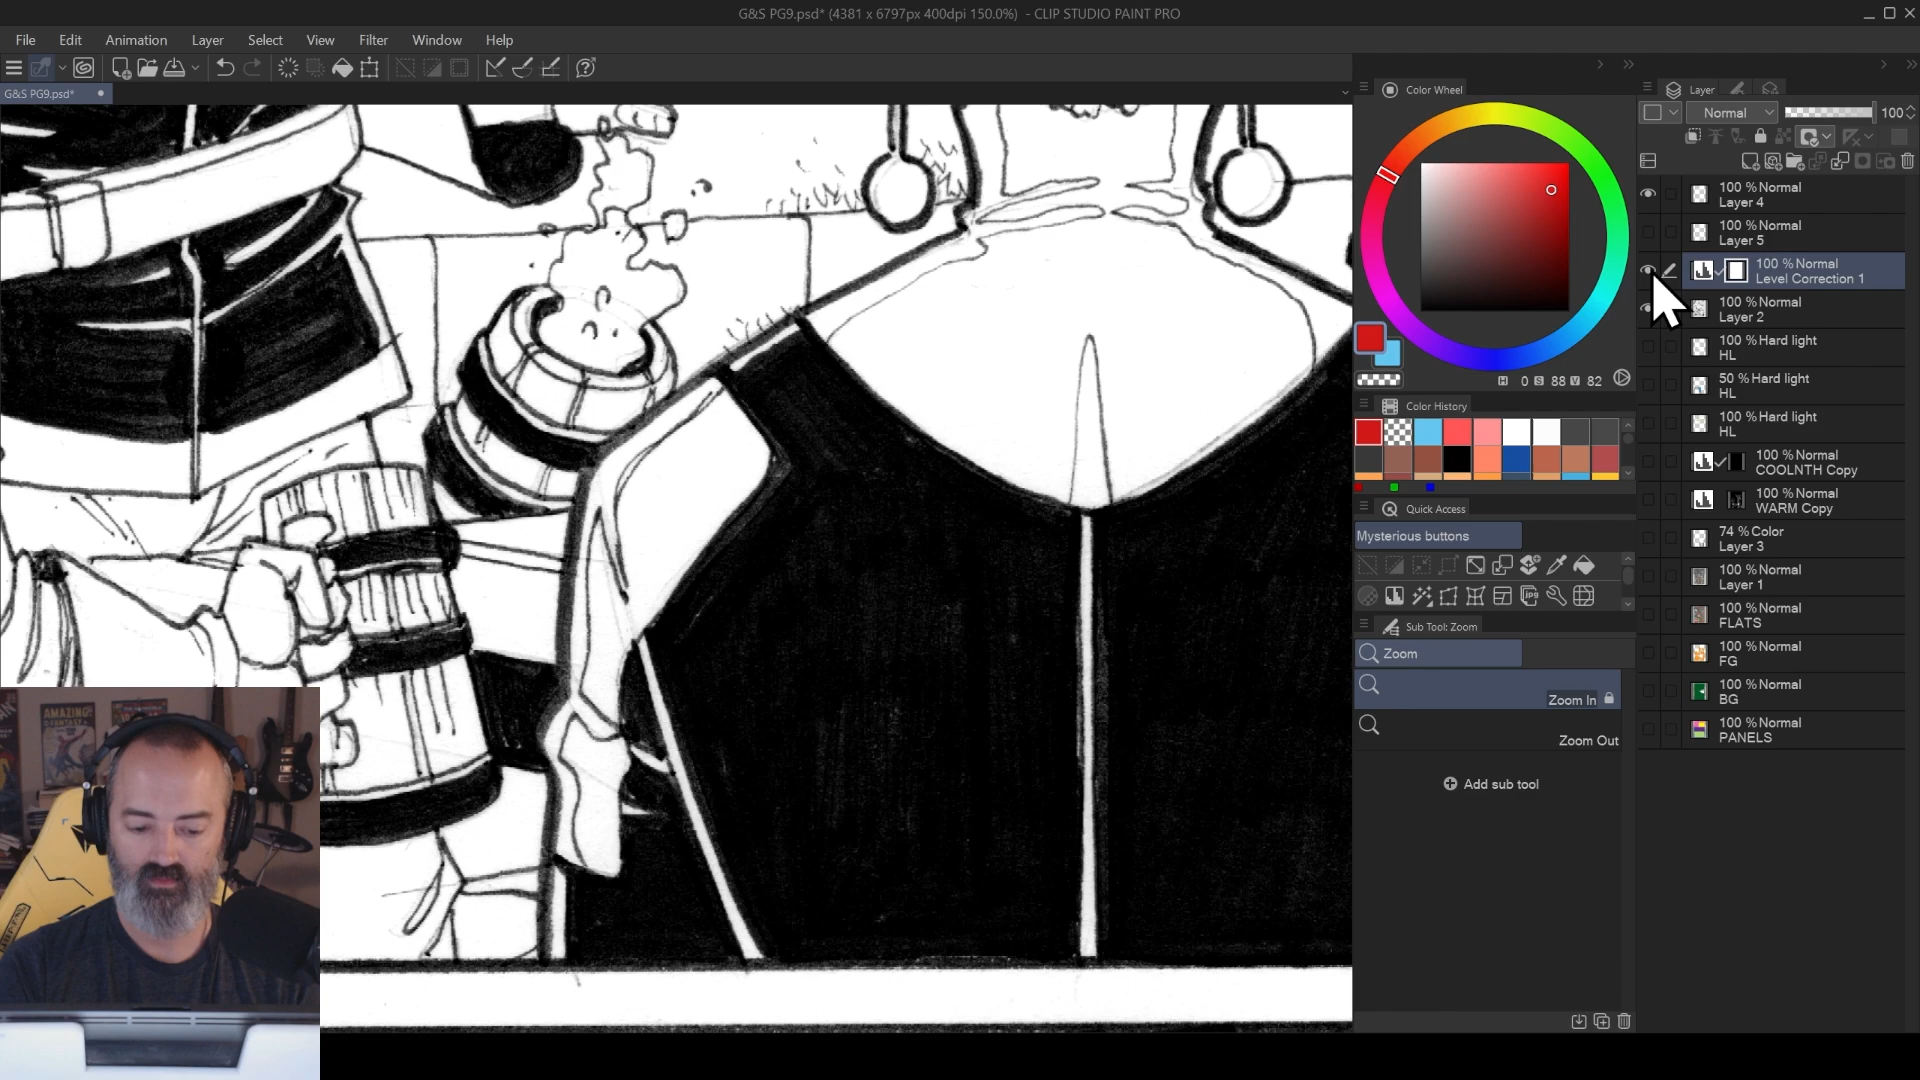 G&S PG9.psd* (4381 x 6797px 400dpi 150.0%) - CLIP STUDIO PAINT PRO
File Edit Animation Layer Select View Filter Window Help
G&S PG9.psd*
Color Wheel
H 0 S 88 V 82
Color History
Quick Access
Mysterious buttons
jpg
Sub Tool: Zoom
Zoom
Zoom In
Zoom Out
Add sub tool
Layer
Normal 100
100 %Normal
Layer 4
100 %Normal
Layer 5
100 %Normal
Level Correction 1
100 %Normal
Layer 2
100 %Hard light
HL
50 %Hard light
HL
100 %Hard light
HL
100 %Normal
COOLNTH Copy
100 %Normal
WARM Copy
74 %Color
Layer 3
100 %Normal
Layer 1
100 %Normal
FLATS
100 %Normal
FG
100 %Normal
BG
100 %Normal
PANELS
AMAZING
FANTASY